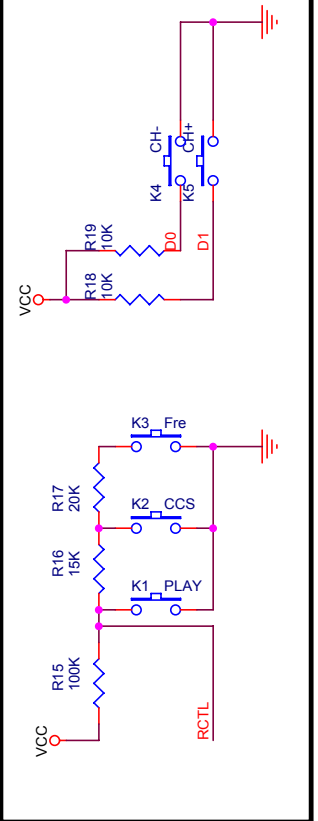 VCC
R19
10K
R18
10K
D0
D1
K4
CH-
K5
CH+
K3 Fre
R17
20K
K2 CCS
R16
15K
K1 PLAY
R15
100K
VCC
RCTL